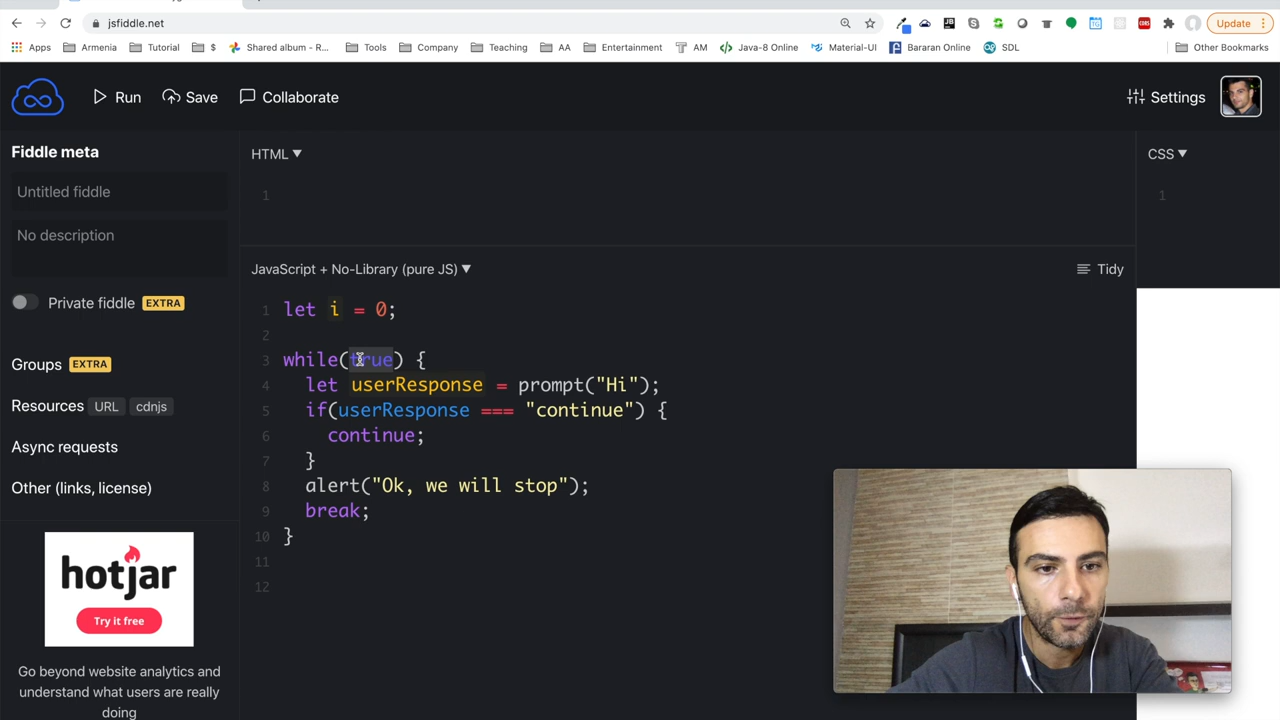 jsfiddle.net
Update
Apps
Armenia
Tutorial
$
Shared album - R...
Tools
Company
Teaching
AA
Entertainment
AM
Java-8 Online
Material-UI
Bararan Online
SDL
Other Bookmarks
Run
Save
Collaborate
Settings
Fiddle meta
Untitled fiddle
No description
Private fiddle EXTRA
Groups EXTRA
Resources URL cdnjs
Async requests
Other (links, license)
hotjar
Try it free
Go beyond website analytics and
understand what users are really
doing
HTML ▼
1
CSS ▼
1
JavaScript + No-Library (pure JS) ▼
Tidy
1 let i = 0;
2
3 while(true) {
4 let userResponse = prompt("Hi");
5 if(userResponse === "continue") {
6 continue;
7 }
8 alert("Ok, we will stop");
9 break;
10 }
11
12